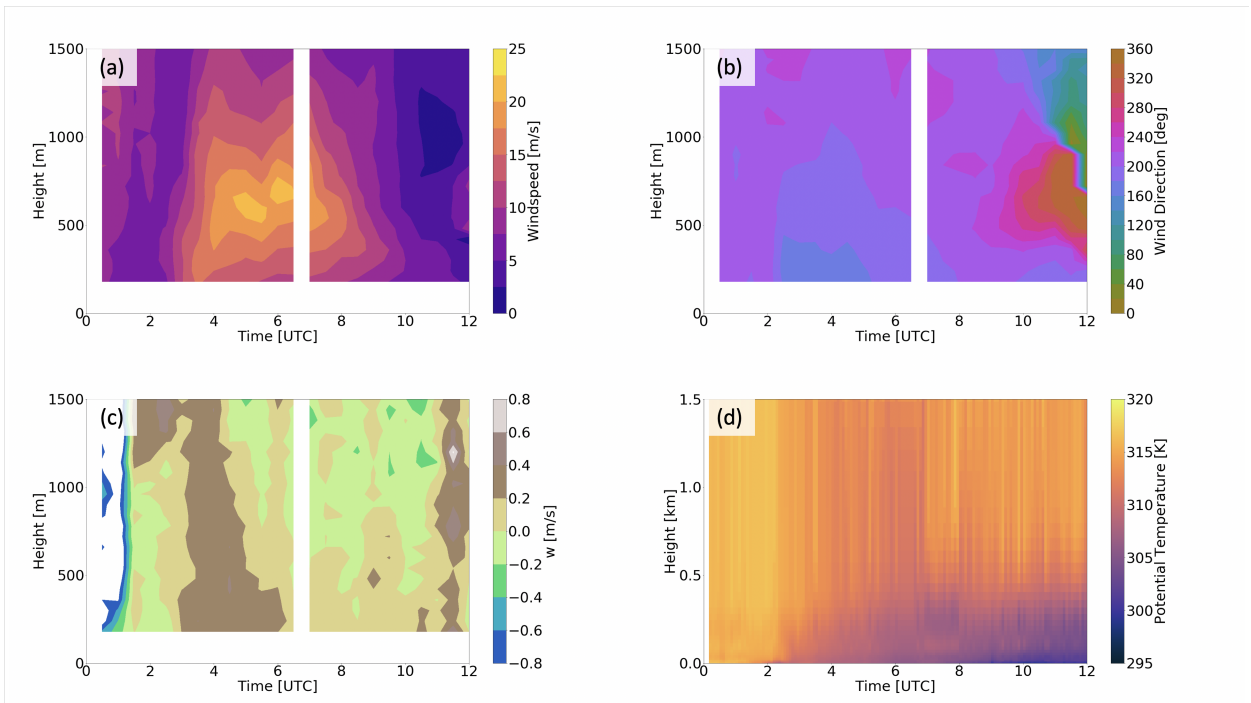 (a)
1500
1000
500
0
Height [m]
0 2 4 6 8 10 12
Time [UTC]
25
20
15
10
5
0
Windspeed [m/s]
(b)
1500
1000
500
0
Height [m]
0 2 4 6 8 10 12
Time [UTC]
360
320
280
240
200
160
120
80
40
0
Wind Direction [deg]
(c)
1500
1000
500
0
Height [m]
0 2 4 6 8 10 12
Time [UTC]
0.8
0.6
0.4
0.2
0.0
−0.2
−0.4
−0.6
−0.8
w [m/s]
(d)
1.5
1.0
0.5
0.0
Height [km]
0 2 4 6 8 10 12
Time [UTC]
320
315
310
305
300
295
Potential Temperature [K]